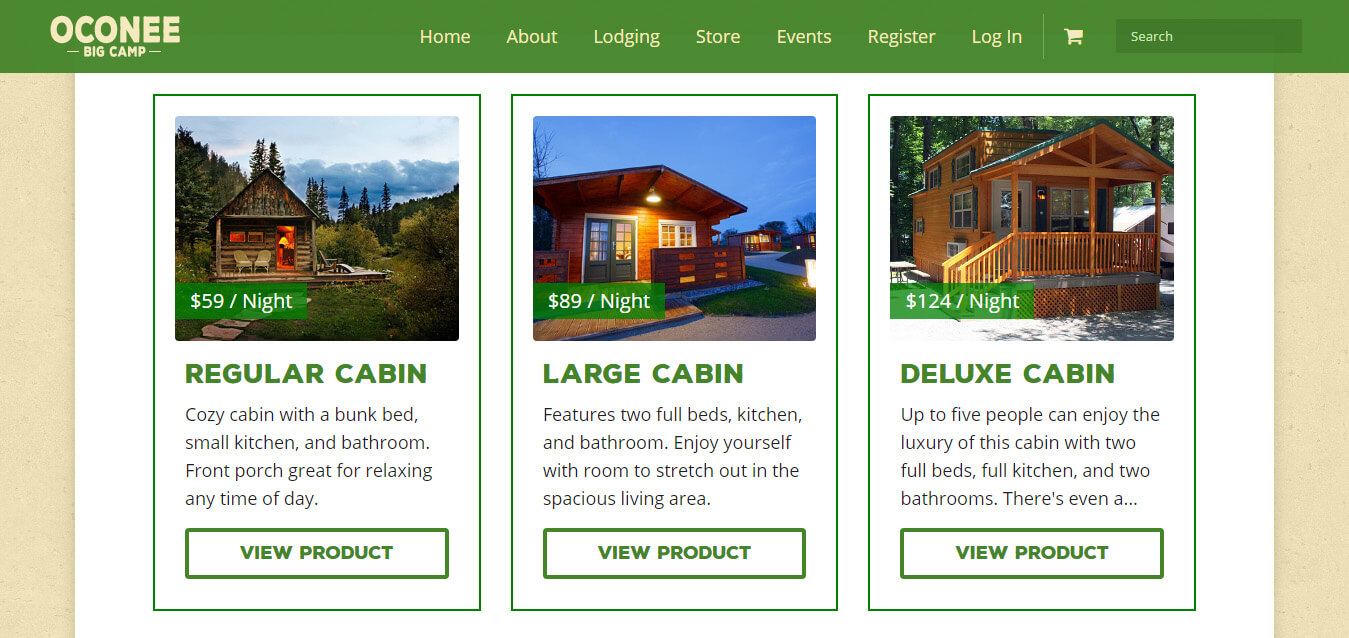 OCONEE
BIG CAMP
Home About Lodging Store Events Register Log In Search
$59 / Night
REGULAR CABIN
Cozy cabin with a bunk bed,
small kitchen, and bathroom.
Front porch great for relaxing
any time of day.
VIEW PRODUCT
$89 / Night
LARGE CABIN
Features two full beds, kitchen,
and bathroom. Enjoy yourself
with room to stretch out in the
spacious living area.
VIEW PRODUCT
$124 / Night
DELUXE CABIN
Up to five people can enjoy the
luxury of this cabin with two
full beds, full kitchen, and two
bathrooms. There's even a...
VIEW PRODUCT